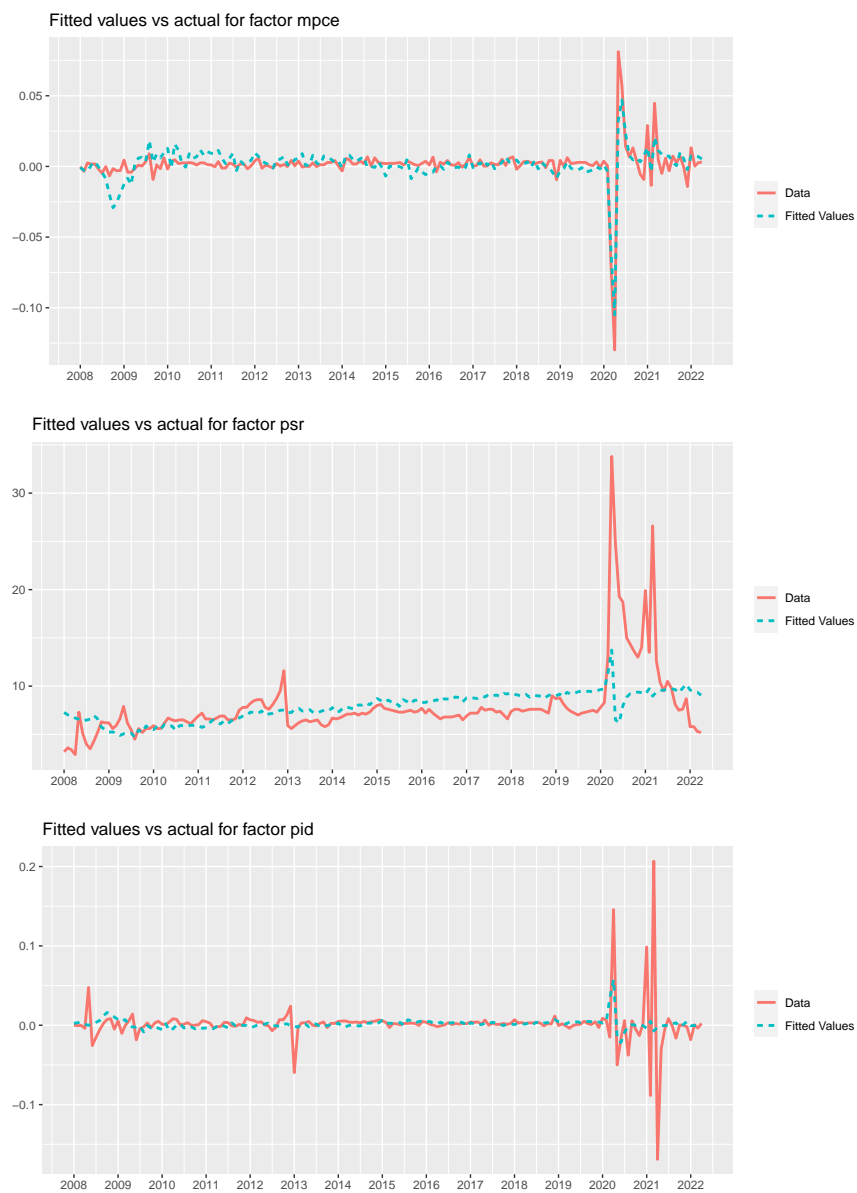 Fitted values vs actual for factor mpce
0.05
0.00
−0.05
−0.10
2008 2009 2010 2011 2012 2013 2014 2015 2016 2017 2018 2019 2020 2021 2022
Data
Fitted Values
Fitted values vs actual for factor psr
30
20
10
2008 2009 2010 2011 2012 2013 2014 2015 2016 2017 2018 2019 2020 2021 2022
Data
Fitted Values
Fitted values vs actual for factor pid
0.2
0.1
0.0
−0.1
2008 2009 2010 2011 2012 2013 2014 2015 2016 2017 2018 2019 2020 2021 2022
Data
Fitted Values